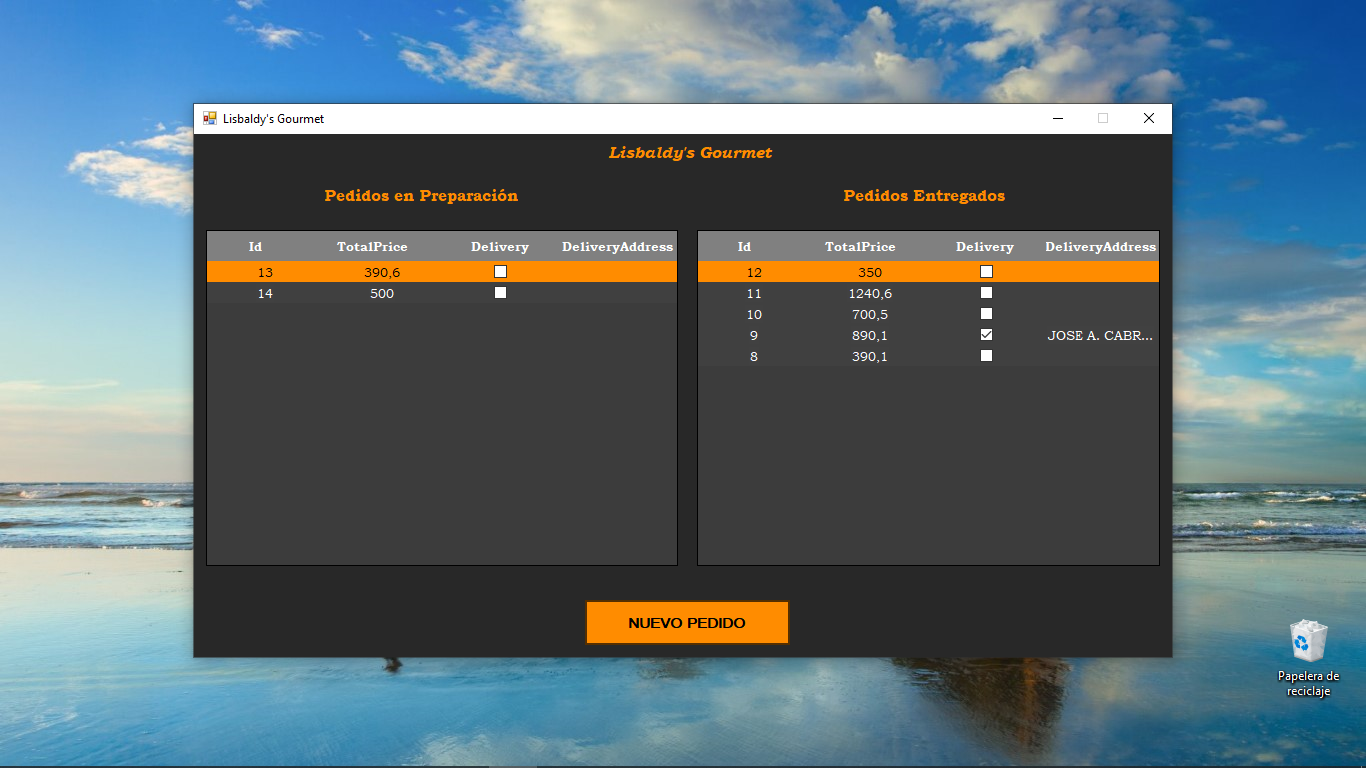 Lisbaldy's Gourmet
Lisbaldy's Gourmet
Pedidos en Preparación
Id TotalPrice Delivery DeliveryAddress
13 390,6
14 500
Pedidos Entregados
Id TotalPrice Delivery DeliveryAddress
12 350
11 1240,6
10 700,5
9 890,1 JOSE A. CABR...
8 390,1
NUEVO PEDIDO
Papelera de
reciclaje